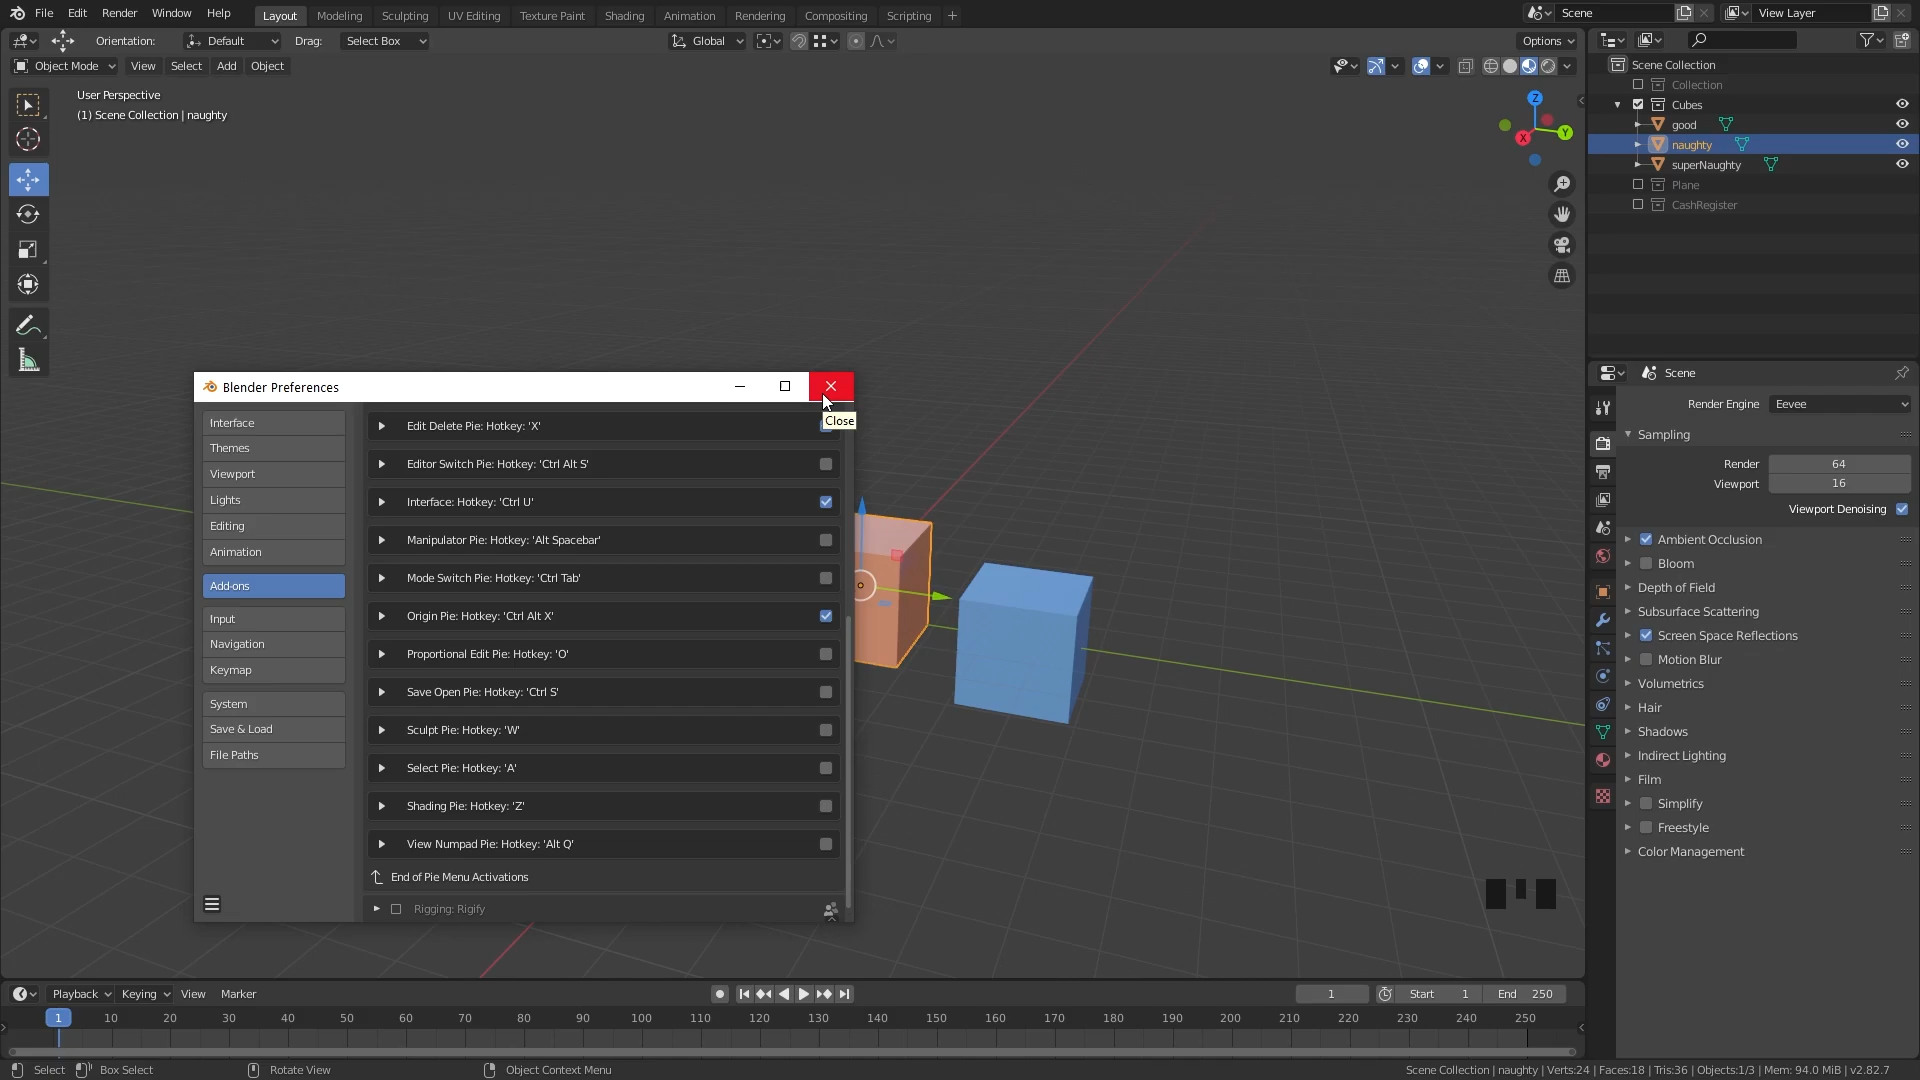 File Edit Render Window Help Layout Modeling Sculpting UV Editing Texture Paint Shading Animation Rendering Compositing Scripting + Scene View Layer
Orientation: Default Drag: Select Box Global Options
Object Mode View Select Add Object
User Perspective
(1) Scene Collection | naughty
Z
Y
X
Scene Collection
Collection
Cubes
good
naughty
superNaughty
Plane
CashRegister
Blender Preferences
Close
Interface
Themes
Viewport
Lights
Editing
Animation
Add-ons
Input
Navigation
Keymap
System
Save & Load
File Paths
Edit Delete Pie: Hotkey: 'X'
Editor Switch Pie: Hotkey: 'Ctrl Alt S'
Interface: Hotkey: 'Ctrl U'
Manipulator Pie: Hotkey: 'Alt Spacebar'
Mode Switch Pie: Hotkey: 'Ctrl Tab'
Origin Pie: Hotkey: 'Ctrl Alt X'
Proportional Edit Pie: Hotkey: 'O'
Save Open Pie: Hotkey: 'Ctrl S'
Sculpt Pie: Hotkey: 'W'
Select Pie: Hotkey: 'A'
Shading Pie: Hotkey: 'Z'
View Numpad Pie: Hotkey: 'Alt Q'
End of Pie Menu Activations
Rigging: Rigify
Scene
Render Engine Eevee
Sampling
Render 64
Viewport 16
Viewport Denoising
Ambient Occlusion
Bloom
Depth of Field
Subsurface Scattering
Screen Space Reflections
Motion Blur
Volumetrics
Hair
Shadows
Indirect Lighting
Film
Simplify
Freestyle
Color Management
Playback Keying View Marker 1 Start 1 End 250
1 10 20 30 40 50 60 70 80 90 100 110 120 130 140 150 160 170 180 190 200 210 220 230 240 250
Select Box Select Rotate View Object Context Menu Scene Collection | naughty | Verts:24 | Faces:18 | Tris:36 | Objects:1/3 | Mem: 94.0 MiB | v2.82.7